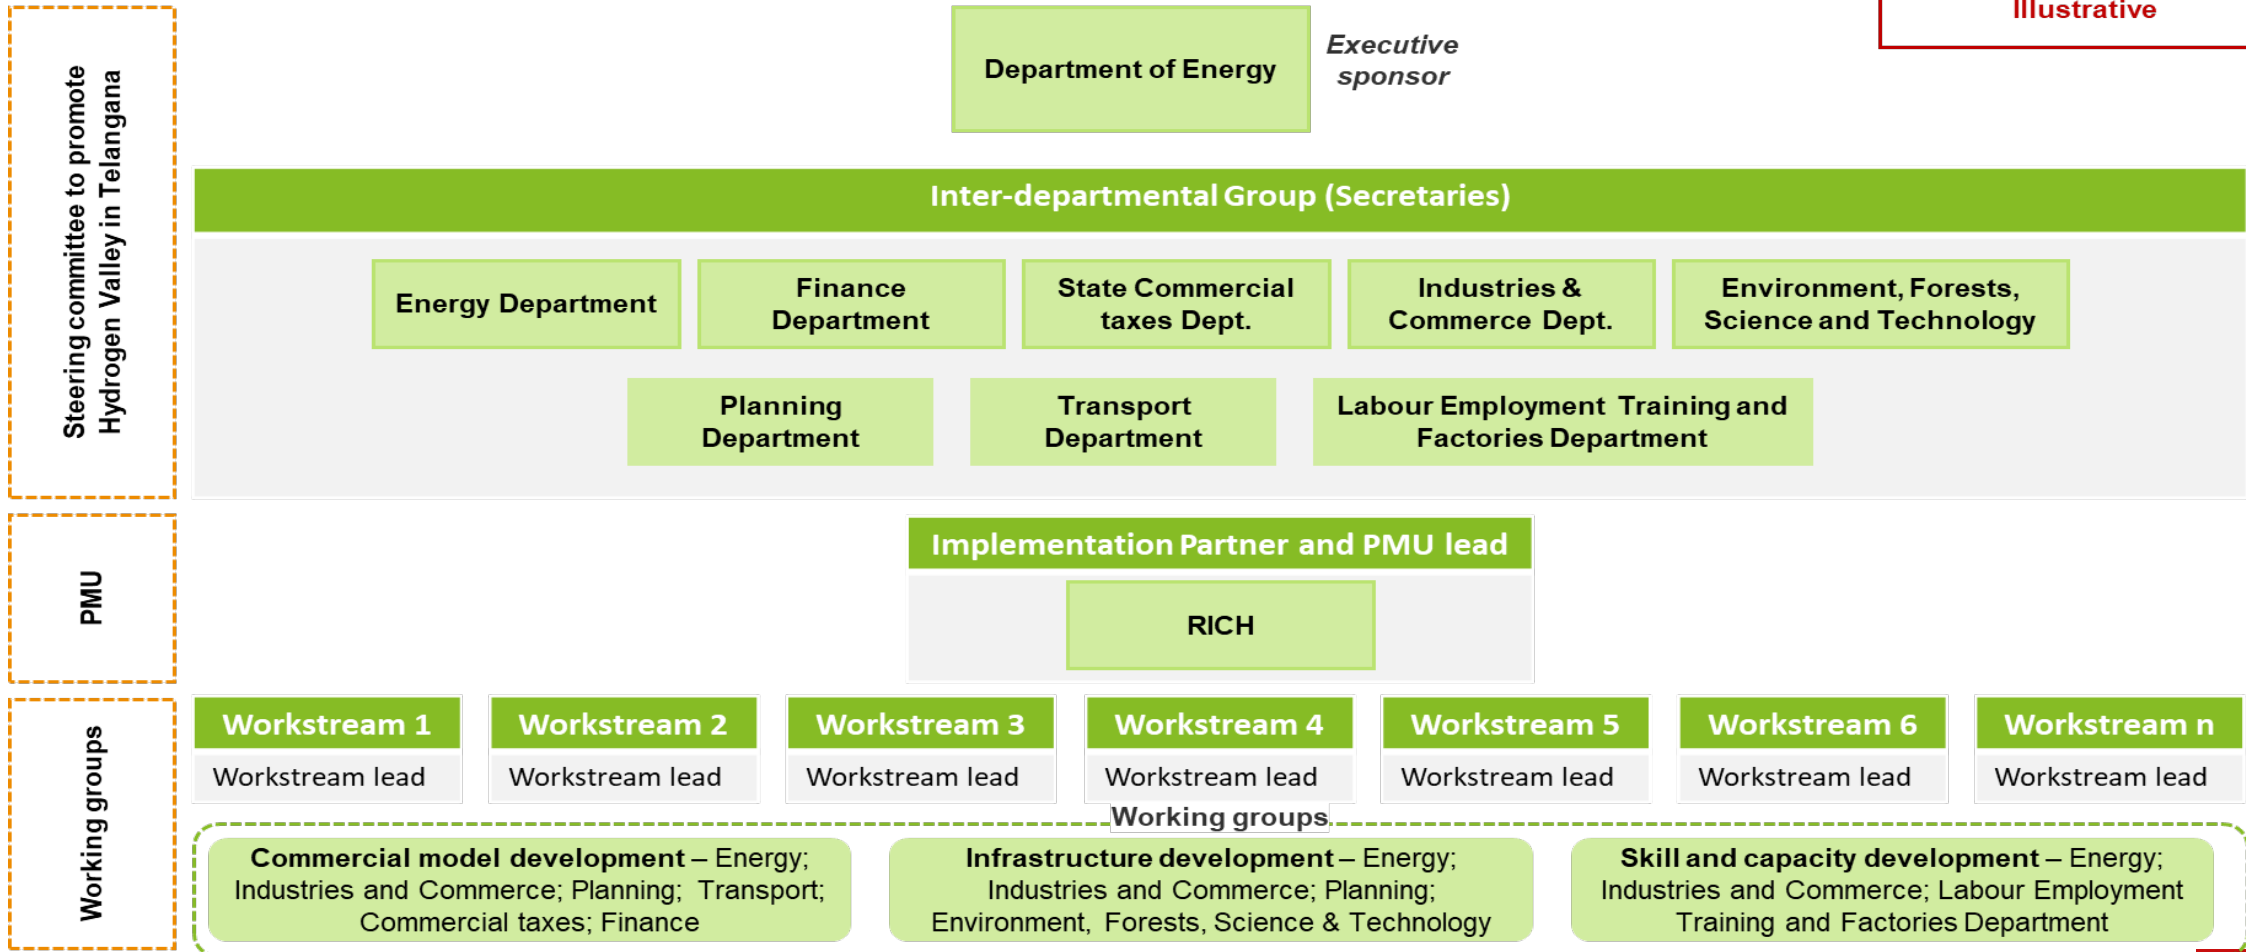 Illustrative
Department of Energy
Executive
sponsor
Steering committee to promote
Hydrogen Valley in Telangana
Inter-departmental Group (Secretaries)
Energy Department
Finance
Department
State Commercial
taxes Dept.
Industries &
Commerce Dept.
Environment, Forests,
Science and Technology
Planning
Department
Transport
Department
Labour Employment Training and
Factories Department
PMU
Implementation Partner and PMU lead
RICH
Working groups
Workstream 1
Workstream 2
Workstream 3
Workstream 4
Workstream 5
Workstream 6
Workstream n
Workstream lead
Workstream lead
Workstream lead
Workstream lead
Workstream lead
Workstream lead
Workstream lead
Working groups
Commercial model development – Energy;
Industries and Commerce; Planning; Transport;
Commercial taxes; Finance
Infrastructure development – Energy;
Industries and Commerce; Planning;
Environment, Forests, Science & Technology
Skill and capacity development – Energy;
Industries and Commerce; Labour Employment
Training and Factories Department